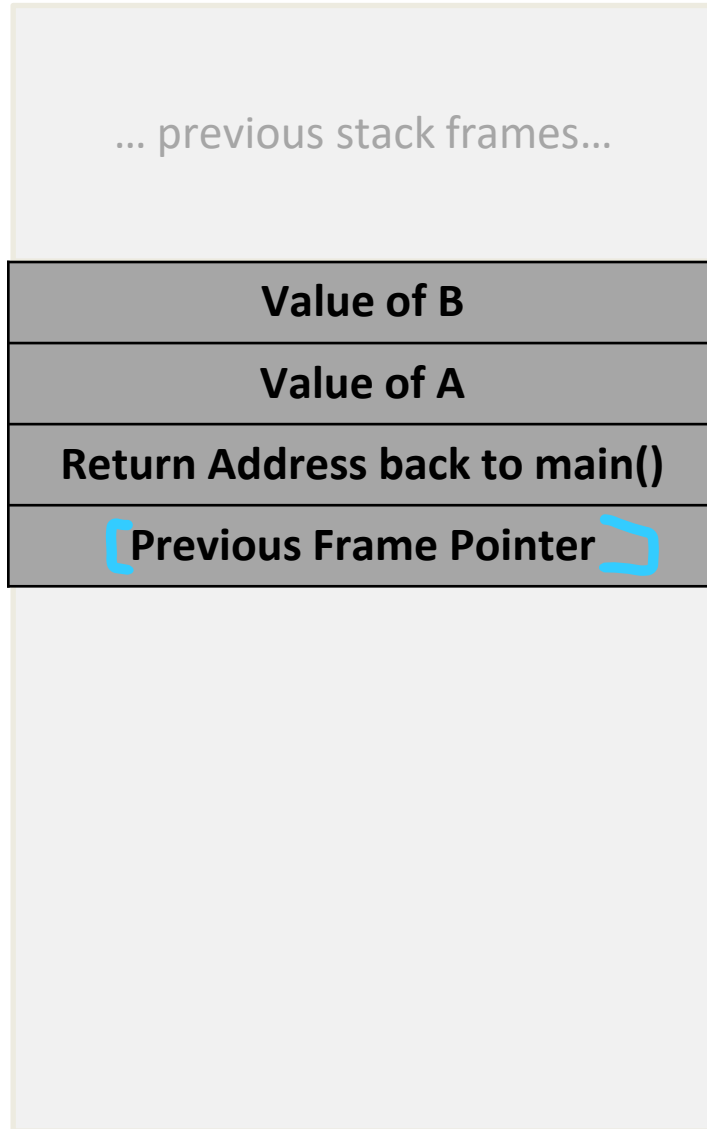 … previous stack frames…
Value of B
Value of A
Return Address back to main()
Previous Frame Pointer